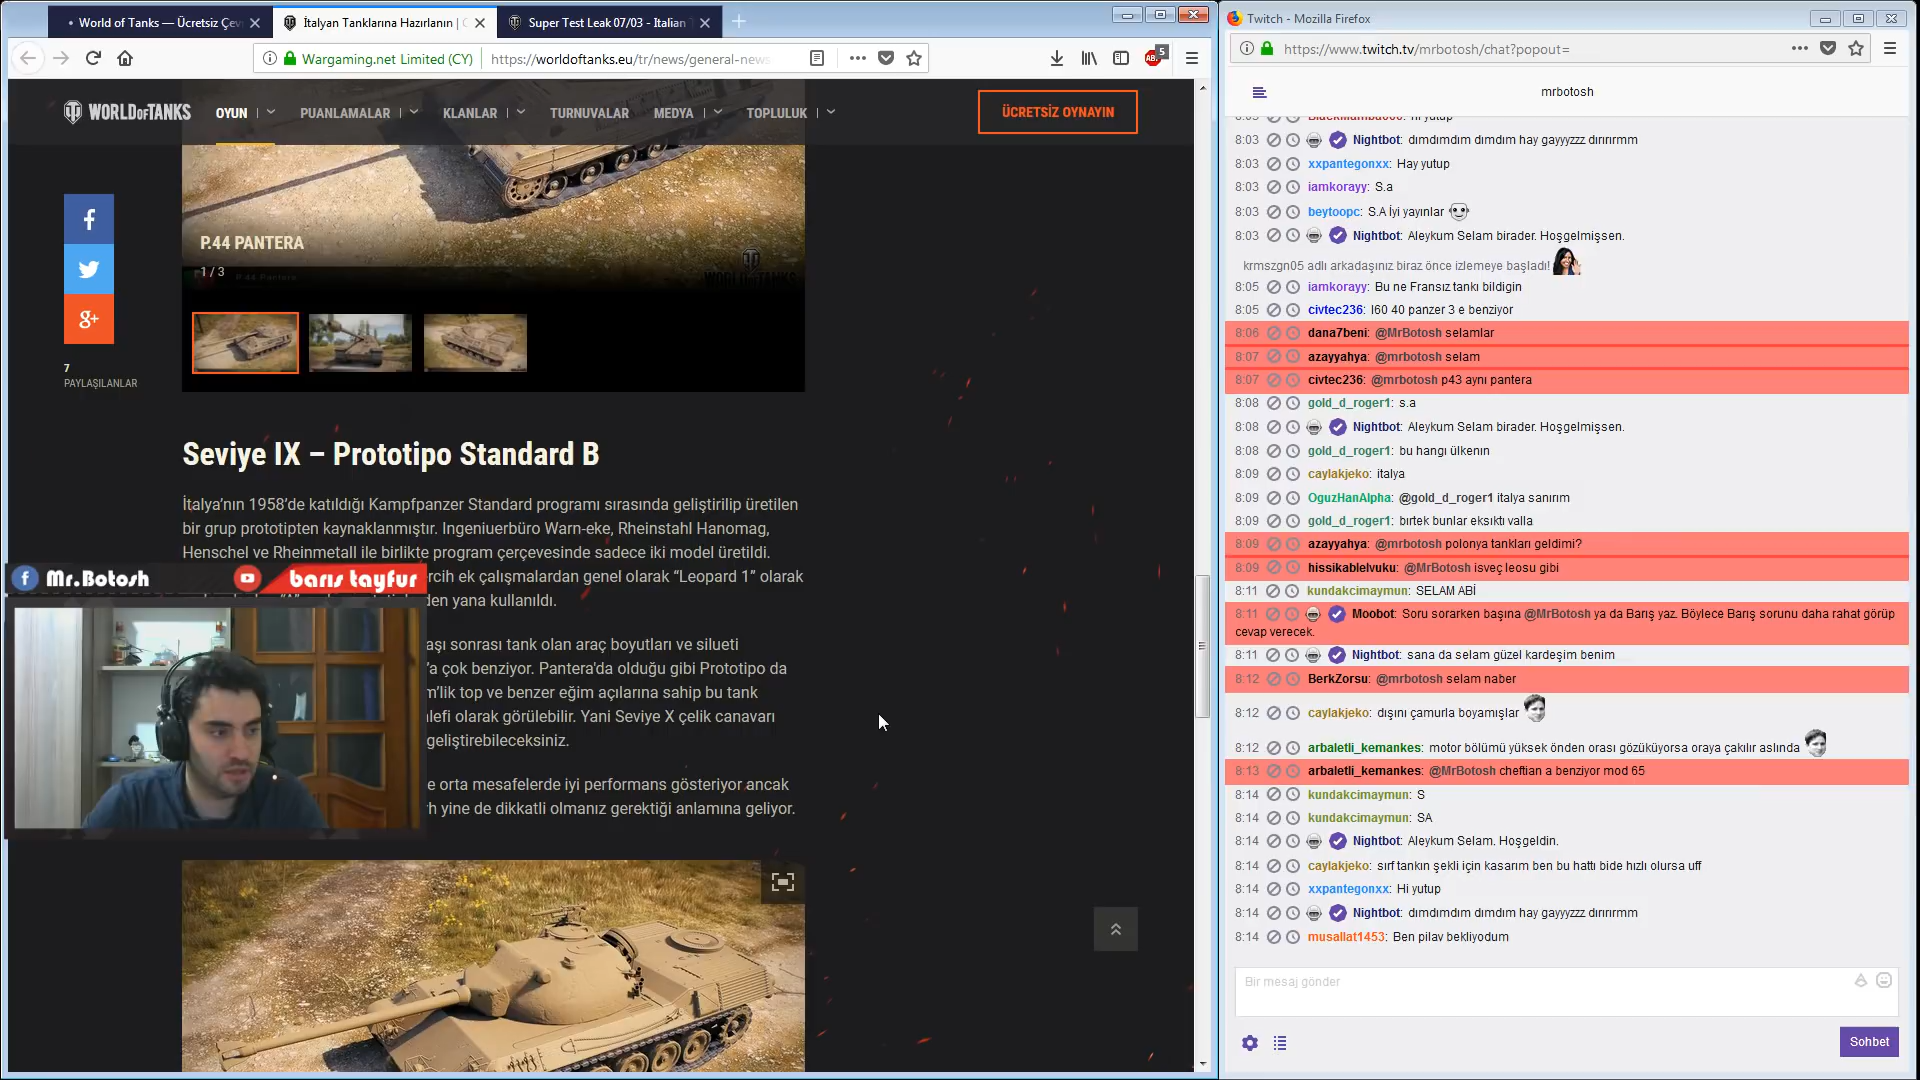 World of Tanks — Ücretsiz Çev
İtalyan Tanklarına Hazırlanın |
Super Test Leak 07/03 - Italian
Wargaming.net Limited (CY)
https://worldoftanks.eu/tr/news/general-news
5
WORLD OF TANKS
OYUN
PUANLAMALAR
KLANLAR
TURNUVALAR
MEDYA
TOPLULUK
ÜCRETSİZ OYNAYIN
P.44 PANTERA
1 / 3
7
PAYLAŞILANLAR
Seviye IX – Prototipo Standard B
İtalya’nın 1958’de katıldığı Kampfpanzer Standard programı sırasında geliştirilip üretilen
bir grup prototipten kaynaklanmıştır. Ingeniuerbüro Warn-eke, Rheinstahl Hanomag,
Henschel ve Rheinmetall ile birlikte program çerçevesinde sadece iki model üretildi.
ercih ek çalışmalardan genel olarak “Leopard 1” olarak
den yana kullanıldı.
aşı sonrası tank olan araç boyutları ve silueti
’a çok benziyor. Pantera'da olduğu gibi Prototipo da
m’lik top ve benzer eğim açılarına sahip bu tank
lefi olarak görülebilir. Yani Seviye X çelik canavarı
geliştirebileceksiniz.
e orta mesafelerde iyi performans gösteriyor ancak
rh yine de dikkatli olmanız gerektiği anlamına geliyor.
Mr.Botosh
barış tayfur
Twitch - Mozilla Firefox
https://www.twitch.tv/mrbotosh/chat?popout=
mrbotosh
8:03 Nightbot: dımdımdım dimdım hay gayyyzzz dırırırmm
8:03 xxpantegonxx: Hay yutup
8:03 iamkorayy: S.a
8:03 beytoopc: S.A İyi yayınlar
8:03 Nightbot: Aleykum Selam birader. Hoşgelmişsen.
krmszgn05 adlı arkadaşınız biraz önce izlemeye başladı!
8:05 iamkorayy: Bu ne Fransız tankı bildigin
8:05 civtec236: I60 40 panzer 3 e benziyor
8:06 dana7beni: @MrBotosh selamlar
8:07 azayyahya: @mrbotosh selam
8:07 civtec236: @mrbotosh p43 aynı pantera
8:08 gold_d_roger1: s.a
8:08 Nightbot: Aleykum Selam birader. Hoşgelmişsen.
8:08 gold_d_roger1: bu hangı ülkenın
8:09 caylakjeko: italya
8:09 OguzHanAlpha: @gold_d_roger1 italya sanırım
8:09 gold_d_roger1: bırtek bunlar eksıktı valla
8:09 azayyahya: @mrbotosh polonya tankları geldimi?
8:09 hissikablelvuku: @MrBotosh isveç leosu gibi
8:11 kundakcimaymun: SELAM ABİ
8:11 Moobot: Soru sorarken başına @MrBotosh ya da Barış yaz. Böylece Barış sorunu daha rahat görüp
cevap verecek.
8:11 Nightbot: sana da selam güzel kardeşim benim
8:12 BerkZorsu: @mrbotosh selam naber
8:12 caylakjeko: dışını çamurla boyamışlar
8:12 arbaletli_kemankes: motor bölümü yüksek önden orası gözüküyorsa oraya çakılır aslında
8:13 arbaletli_kemankes: @MrBotosh cheftian a benziyor mod 65
8:14 kundakcimaymun: S
8:14 kundakcimaymun: SA
8:14 Nightbot: Aleykum Selam. Hoşgeldin.
8:14 caylakjeko: sırf tankın şekli için kasarım ben bu hattı bide hızlı olursa uff
8:14 xxpantegonxx: Hi yutup
8:14 Nightbot: dımdımdım dimdım hay gayyyzzz dırırırmm
8:14 musallat1453: Ben pilav bekliyodum
Bir mesaj gönder
Sohbet